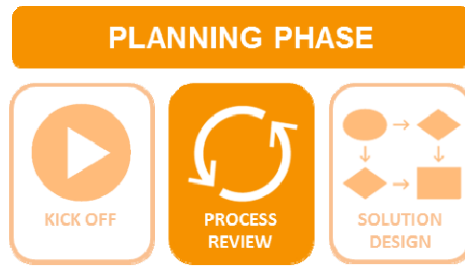 PLANNING PHASE
KICK OFF
PROCESS
REVIEW
SOLUTION
DESIGN